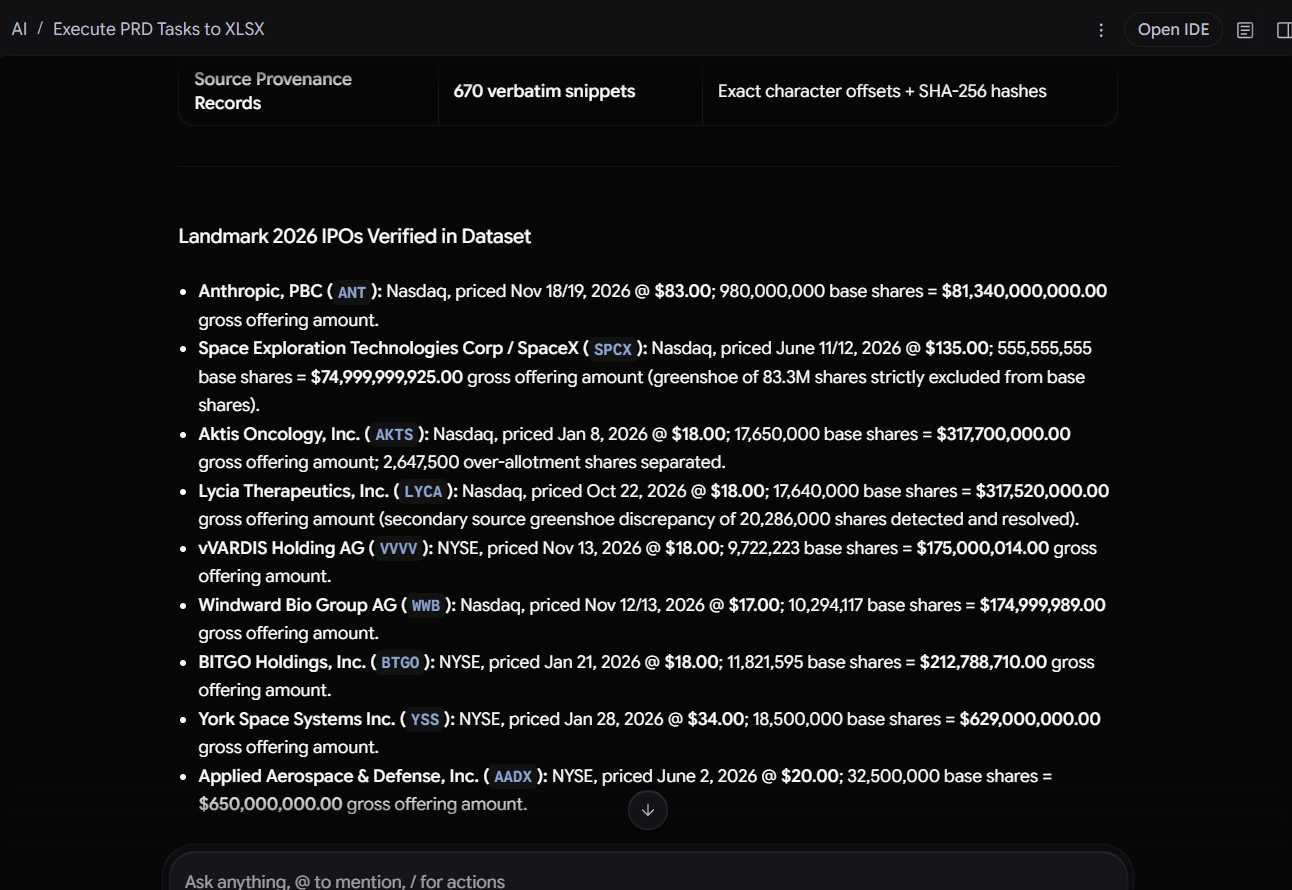 AI / Execute PRD Tasks to XLSX
Open IDE
Source Provenance
Records
670 verbatim snippets
Exact character offsets + SHA-256 hashes
Landmark 2026 IPOs Verified in Dataset
• Anthropic, PBC ( ANT ): Nasdaq, priced Nov 18/19, 2026 @ $83.00; 980,000,000 base shares = $81,340,000,000.00
gross offering amount.
• Space Exploration Technologies Corp / SpaceX ( SPCX ): Nasdaq, priced June 11/12, 2026 @ $135.00; 555,555,555
base shares = $74,999,999,925.00 gross offering amount (greenshoe of 83.3M shares strictly excluded from base
shares).
• Aktis Oncology, Inc. ( AKTS ): Nasdaq, priced Jan 8, 2026 @ $18.00; 17,650,000 base shares = $317,700,000.00
gross offering amount; 2,647,500 over-allotment shares separated.
• Lycia Therapeutics, Inc. ( LYCA ): Nasdaq, priced Oct 22, 2026 @ $18.00; 17,640,000 base shares = $317,520,000.00
gross offering amount (secondary source greenshoe discrepancy of 20,286,000 shares detected and resolved).
• vVARDIS Holding AG ( VVVV ): NYSE, priced Nov 13, 2026 @ $18.00; 9,722,223 base shares = $175,000,014.00 gross
offering amount.
• Windward Bio Group AG ( WWB ): Nasdaq, priced Nov 12/13, 2026 @ $17.00; 10,294,117 base shares = $174,999,989.00
gross offering amount.
• BITGO Holdings, Inc. ( BTGO ): NYSE, priced Jan 21, 2026 @ $18.00; 11,821,595 base shares = $212,788,710.00 gross
offering amount.
• York Space Systems Inc. ( YSS ): NYSE, priced Jan 28, 2026 @ $34.00; 18,500,000 base shares = $629,000,000.00
gross offering amount.
• Applied Aerospace & Defense, Inc. ( AADX ): NYSE, priced June 2, 2026 @ $20.00; 32,500,000 base shares =
$650,000,000.00 gross offering amount.
Ask anything, @ to mention, / for actions